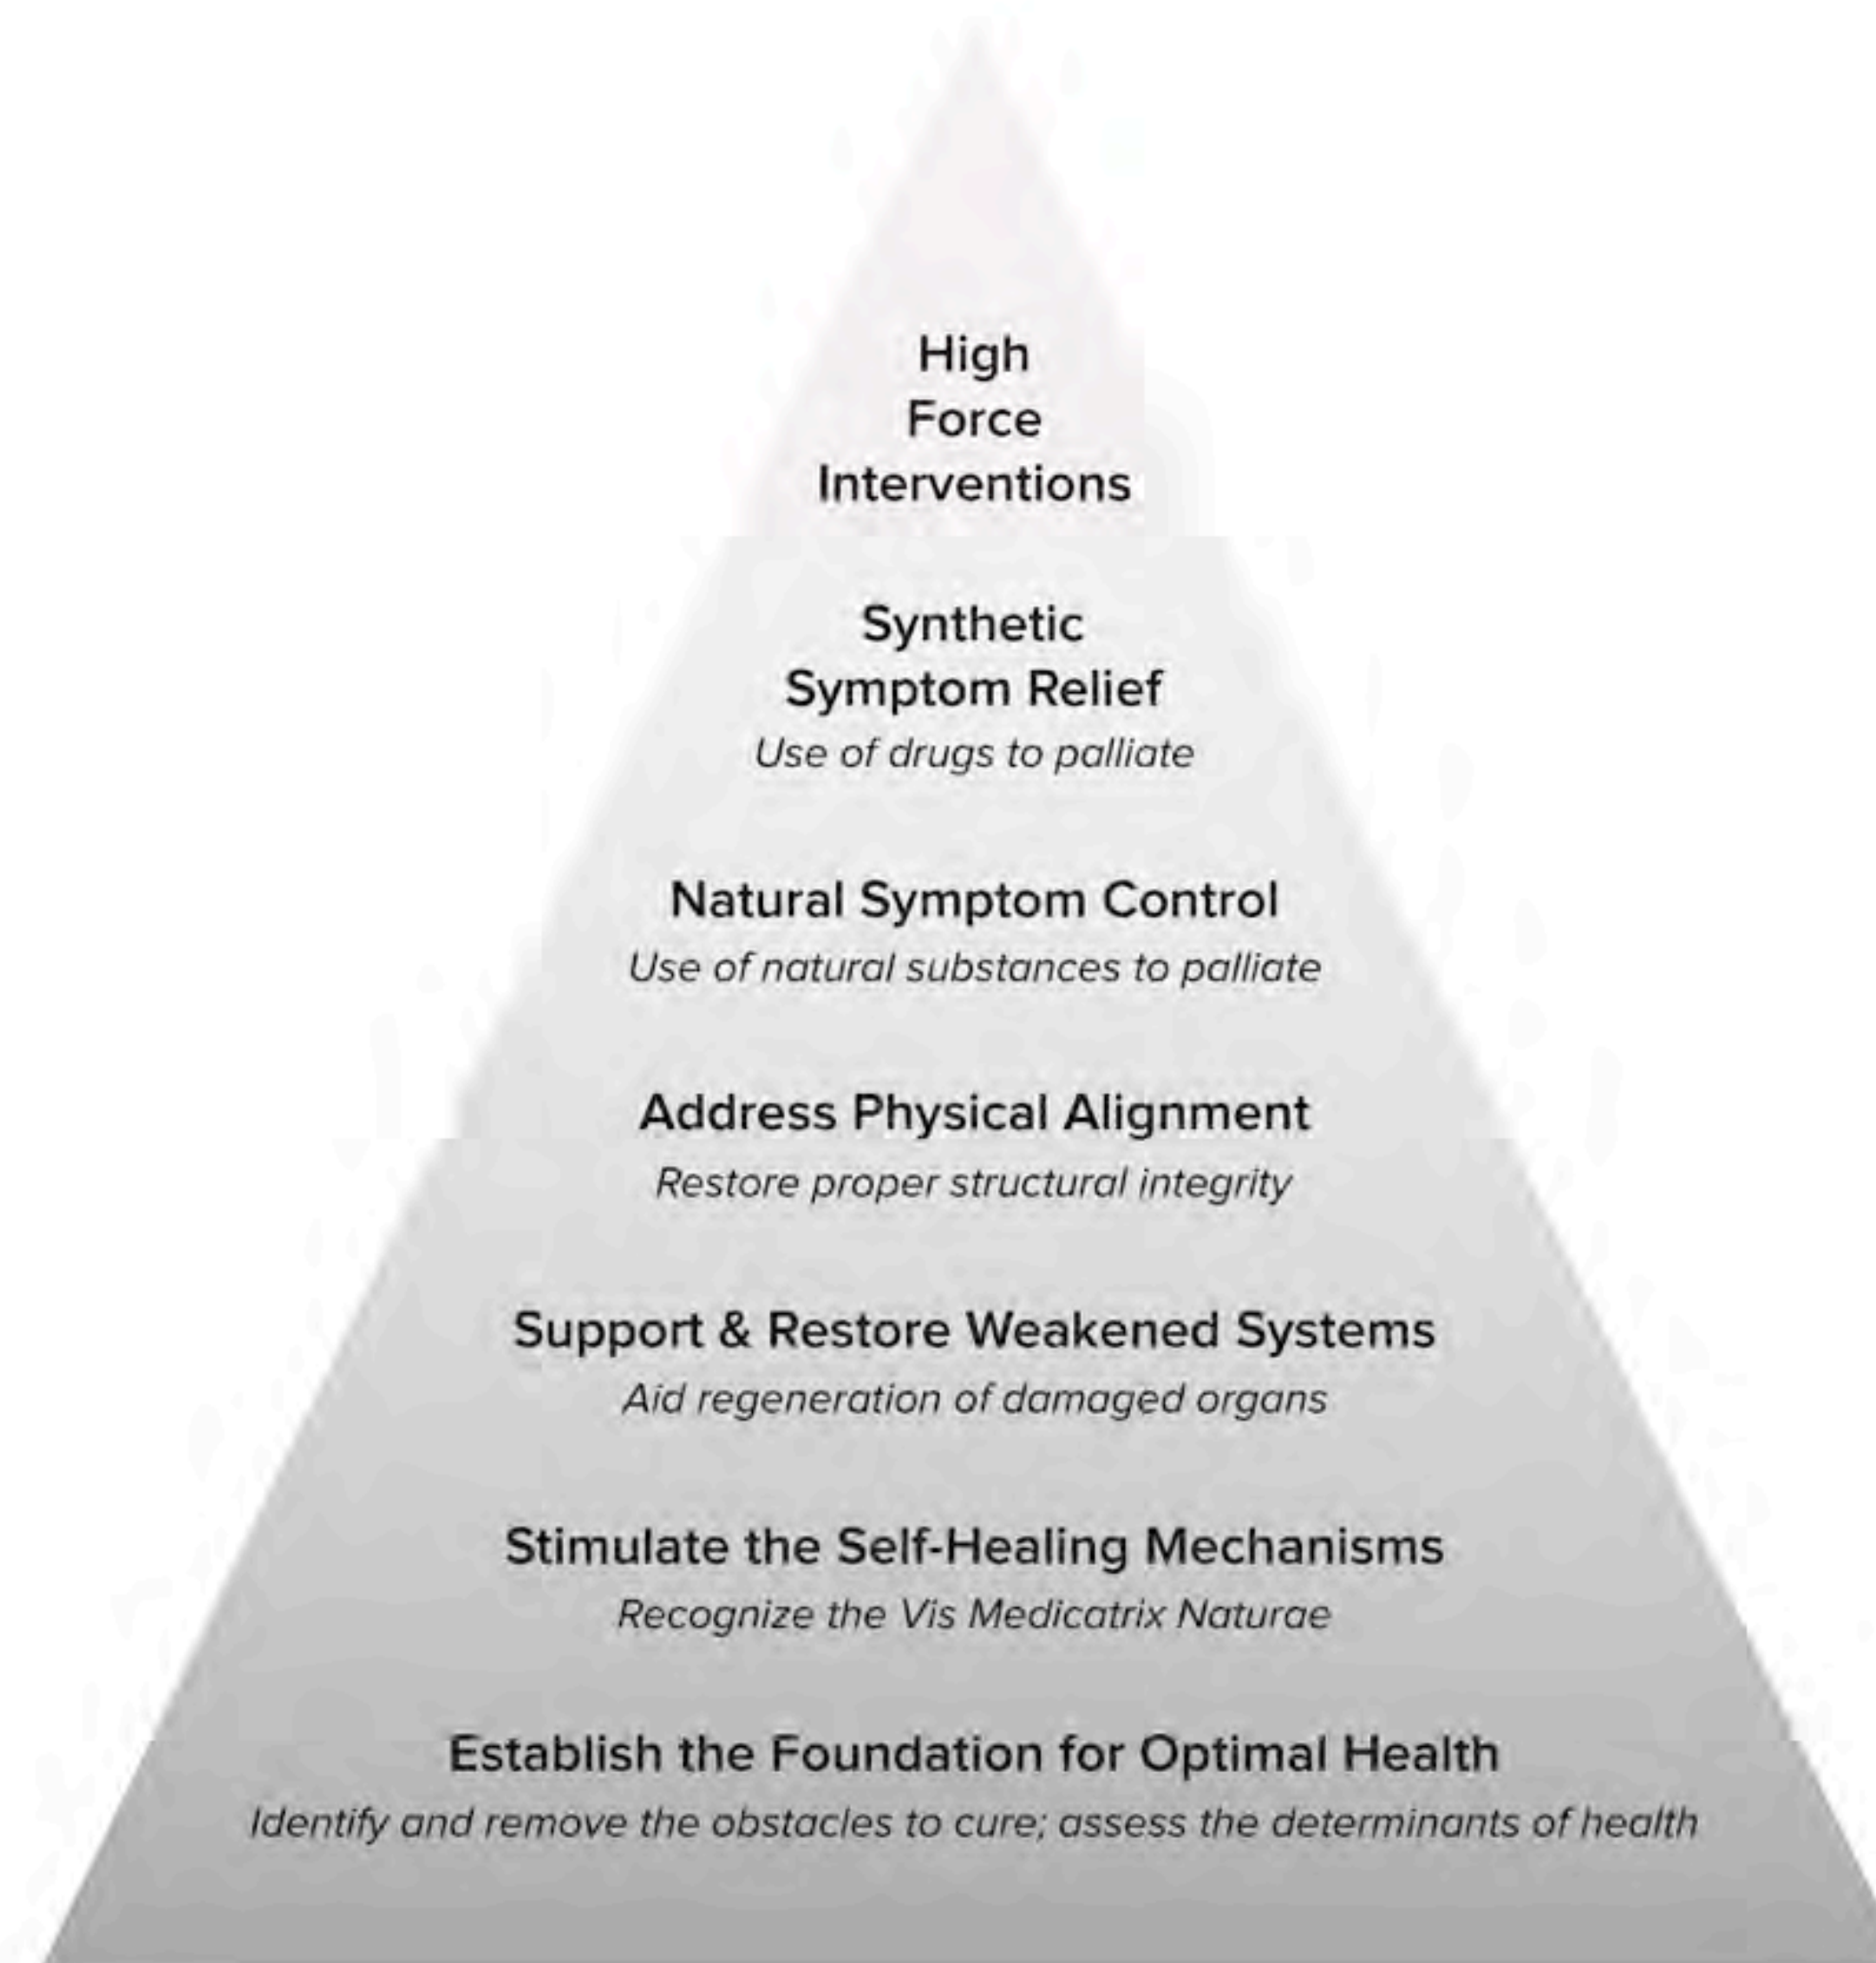 High
Force
Interventions
Synthetic
Symptom Relief
Use of drugs to palliate
Natural Symptom Control
Use of natural substances to palliate
Address Physical Alignment
Restore proper structural integrity
Support & Restore Weakened Systems
Aid regeneration of damaged organs
Stimulate the Self-Healing Mechanisms
Recognize the Vis Medicatrix Naturae
Establish the Foundation for Optimal Health
Identify and remove the obstacles to cure; assess the determinants of health